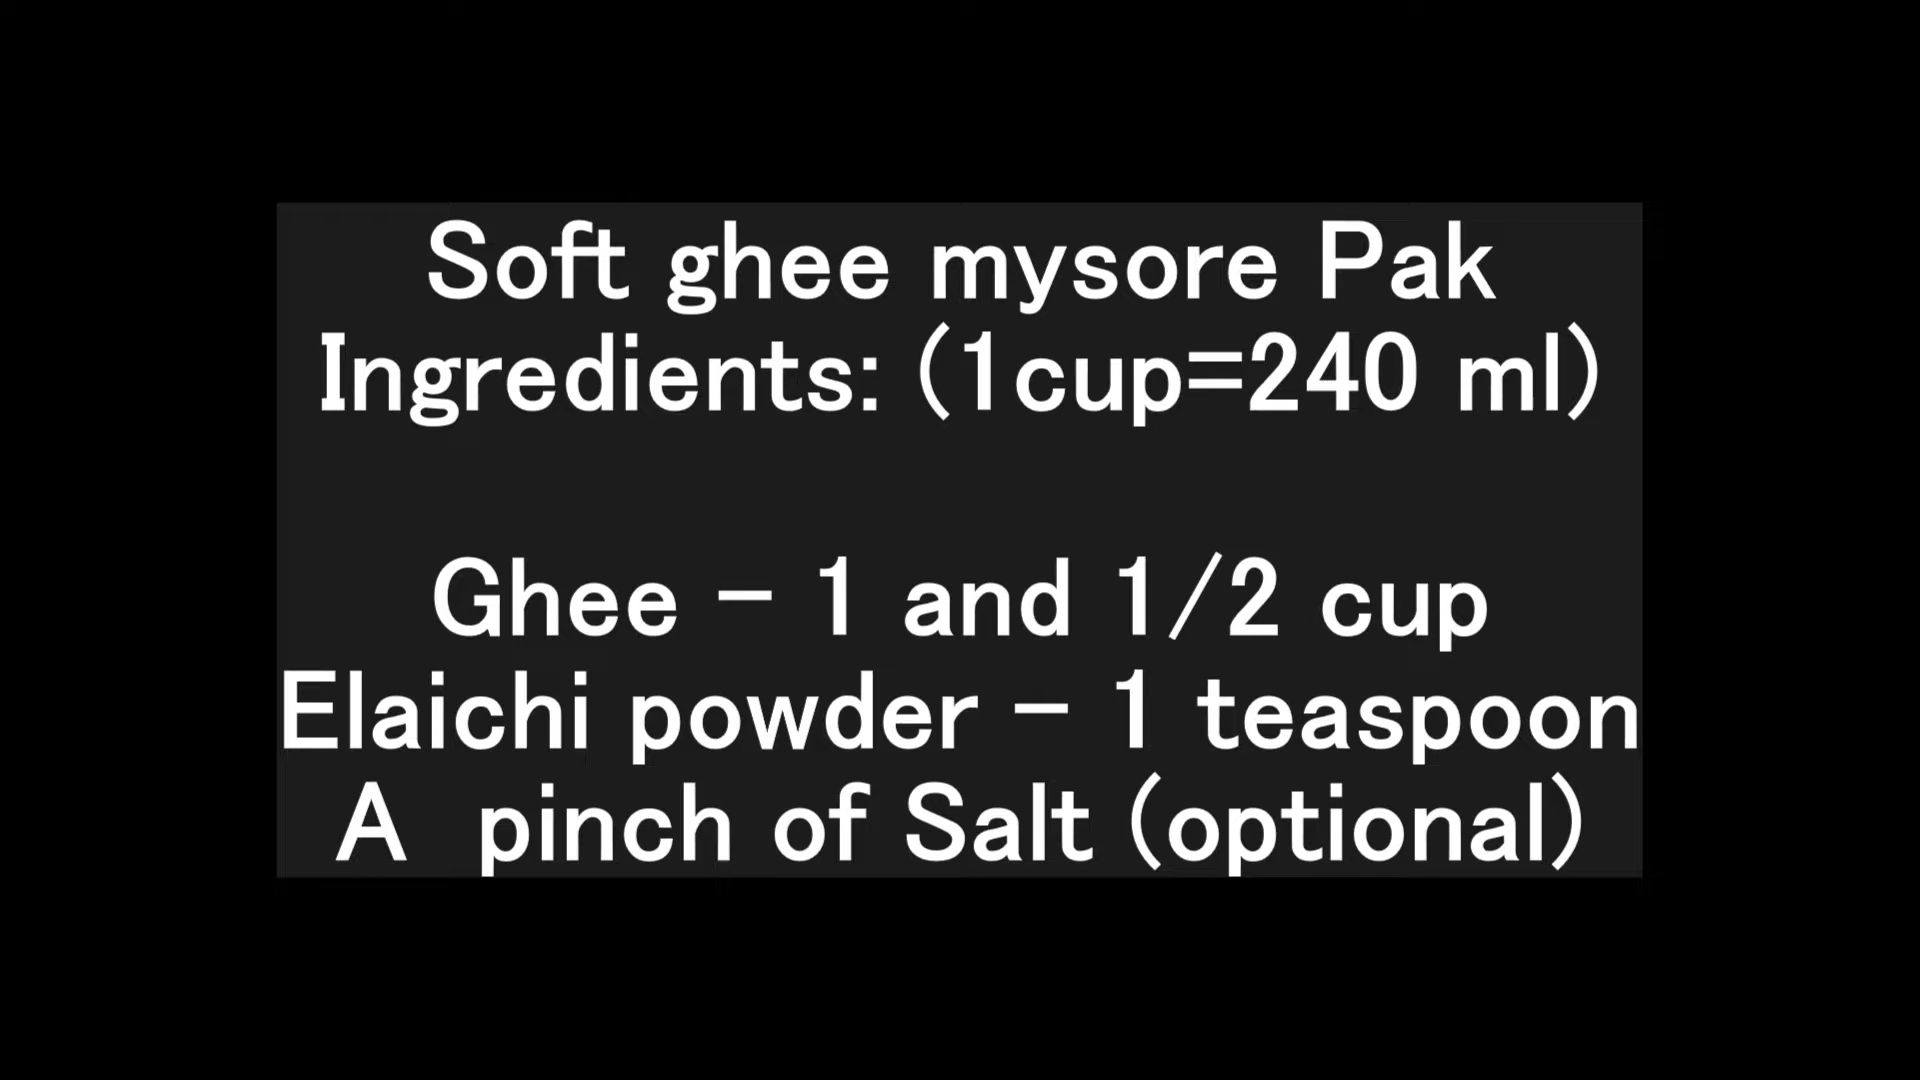 Soft ghee mysore Pak
Ingredients: (1cup=240 ml)
Ghee - 1 and 1/2 cup
Elaichi powder - 1 teaspoon
A  pinch of Salt (optional)